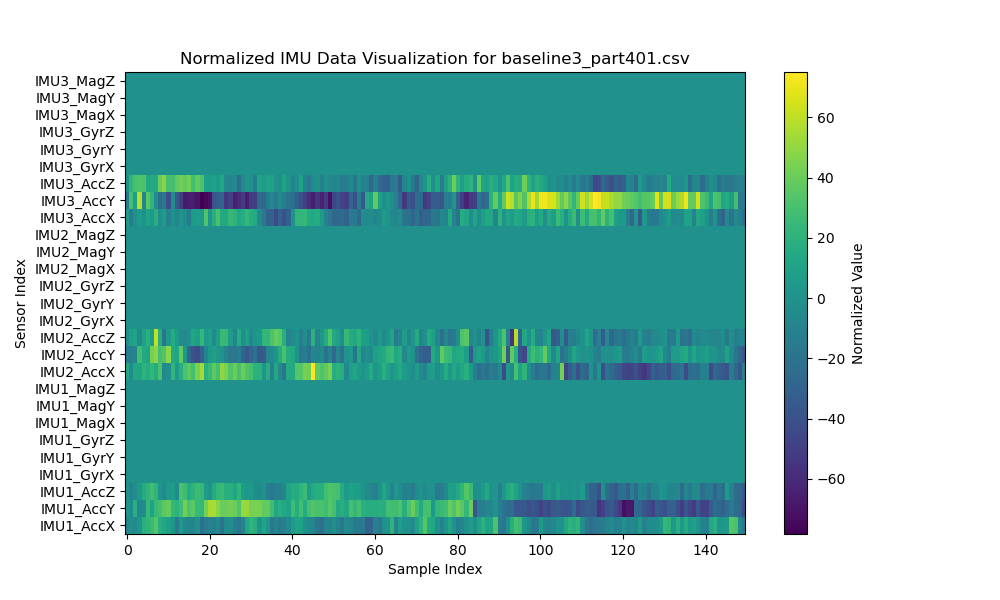 Normalized IMU Data Visualization for baseline3_part401.csv
IMU3_MagZ
IMU3_MagY
IMU3_MagX
IMU3_GyrZ
IMU3_GyrY
IMU3_GyrX
IMU3_AccZ
IMU3_AccY
IMU3_AccX
IMU2_MagZ
IMU2_MagY
IMU2_MagX
IMU2_GyrZ
IMU2_GyrY
IMU2_GyrX
IMU2_AccZ
IMU2_AccY
IMU2_AccX
IMU1_MagZ
IMU1_MagY
IMU1_MagX
IMU1_GyrZ
IMU1_GyrY
IMU1_GyrX
IMU1_AccZ
IMU1_AccY
IMU1_AccX
Sensor Index
0 20 40 60 80 100 120 140
Sample Index
60
40
20
0
−20
−40
−60
Normalized Value